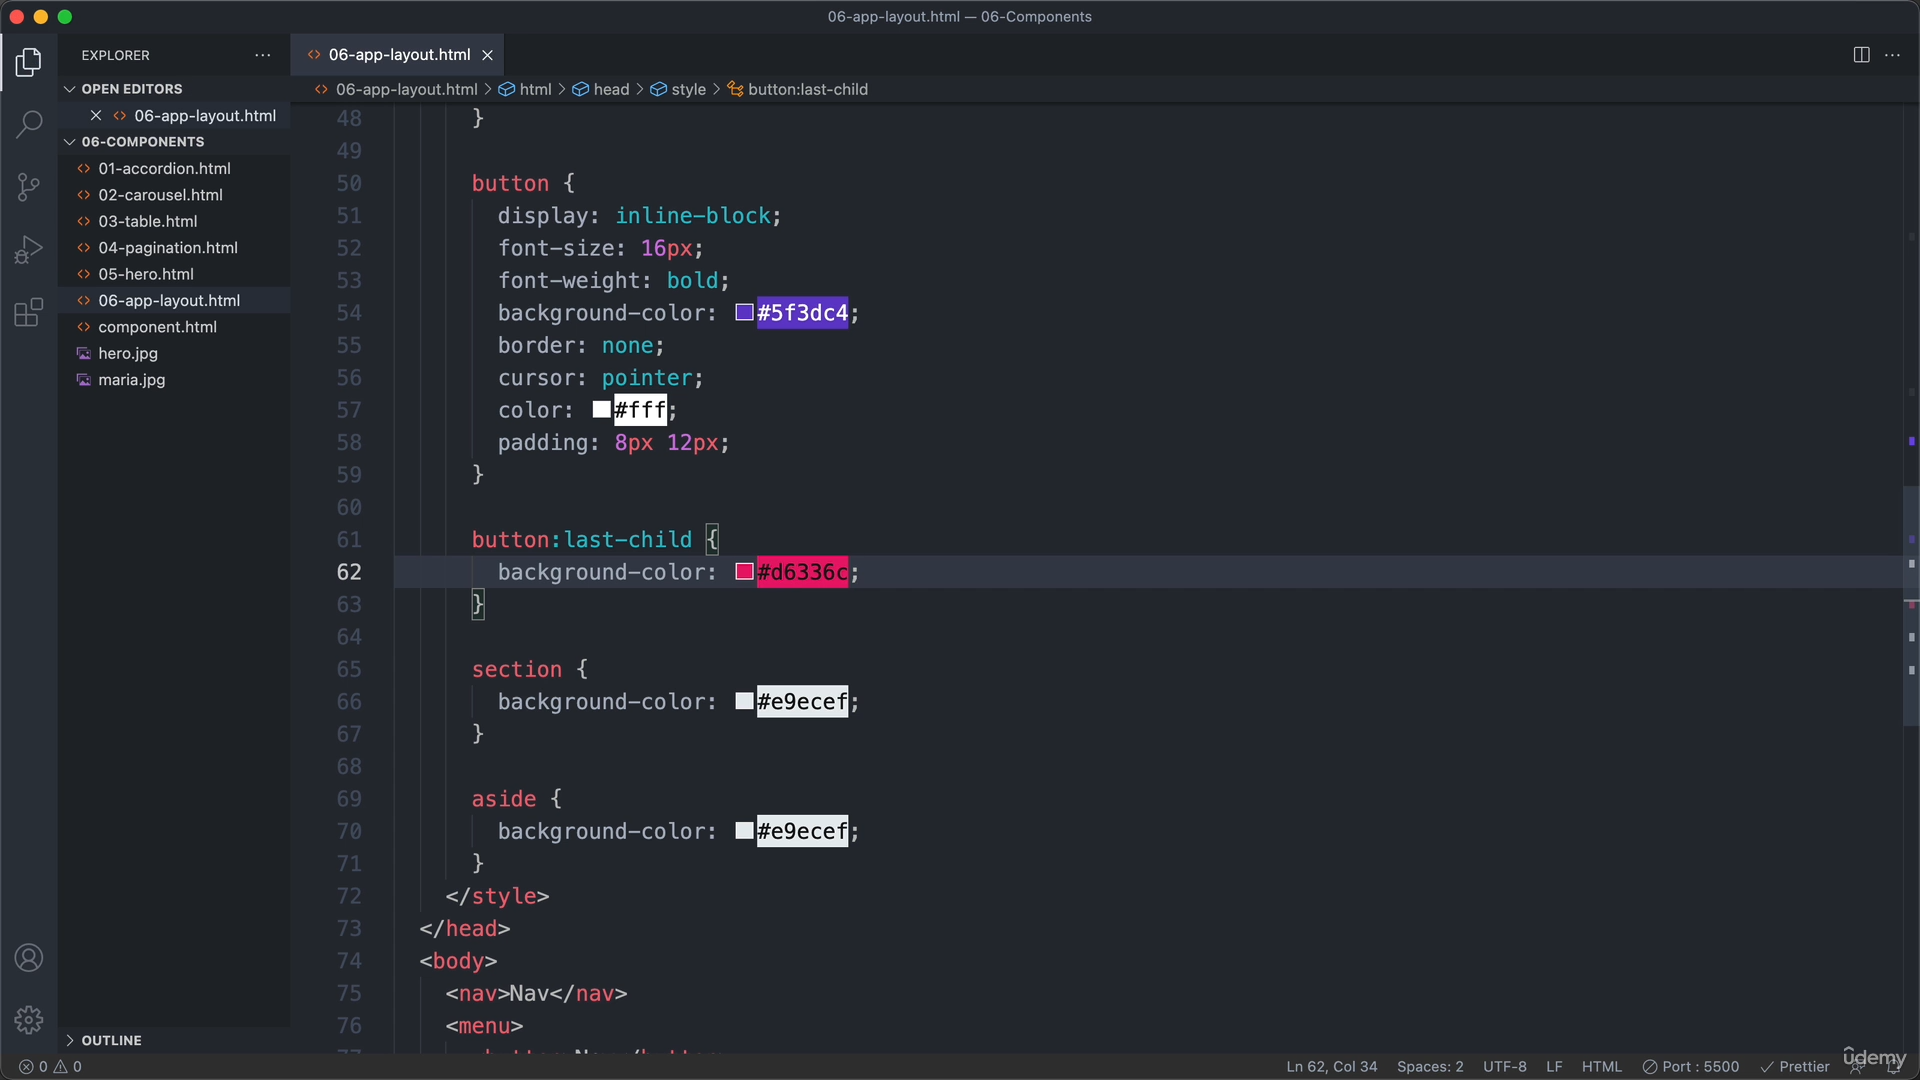 06-app-layout.html — 06-Components
EXPLORER
06-app-layout.html
OPEN EDITORS
06-app-layout.html
06-COMPONENTS
01-accordion.html
02-carousel.html
03-table.html
04-pagination.html
05-hero.html
06-app-layout.html
component.html
hero.jpg
maria.jpg
OUTLINE
06-app-layout.html > html > head > style > button:last-child
48 }
49
50 button {
51 display: inline-block;
52 font-size: 16px;
53 font-weight: bold;
54 background-color: #5f3dc4;
55 border: none;
56 cursor: pointer;
57 color: #fff;
58 padding: 8px 12px;
59 }
60
61 button:last-child {
62 background-color: #d6336c;
63 }
64
65 section {
66 background-color: #e9ecef;
67 }
68
69 aside {
70 background-color: #e9ecef;
71 }
72 </style>
73 </head>
74 <body>
75 <nav>Nav</nav>
76 <menu>
0 0
Ln 62, Col 34 Spaces: 2 UTF-8 LF HTML Port : 5500 Prettier
udemy